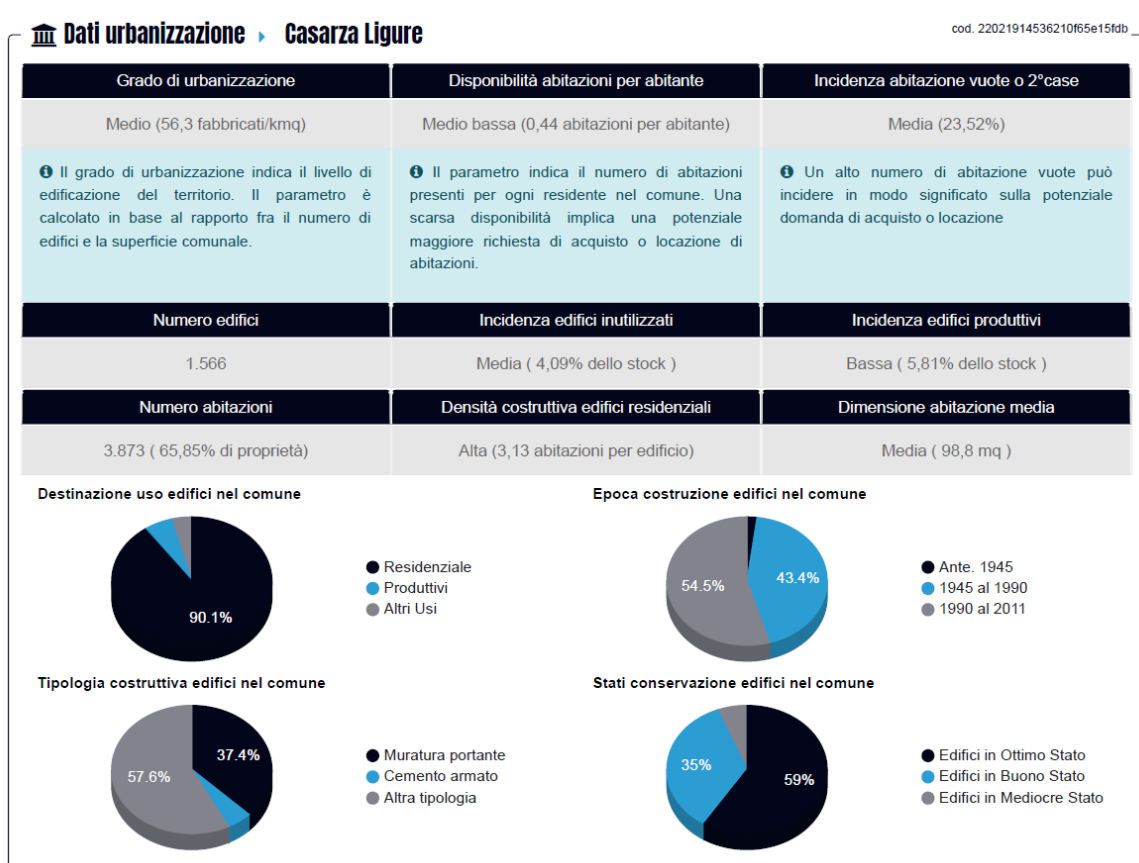 Dati urbanizzazione Casarza Ligure
cod. 22021914536210f65e15fdb
Grado di urbanizzazione
Disponibilità abitazioni per abitante
Incidenza abitazione vuote o 2°case
Medio (56,3 fabbricati/kmq)
Medio bassa (0,44 abitazioni per abitante)
Media (23,52%)
Il grado di urbanizzazione indica il livello di
edificazione del territorio. Il parametro è
calcolato in base al rapporto fra il numero di
edifici e la superficie comunale.
Il parametro indica il numero di abitazioni
presenti per ogni residente nel comune. Una
scarsa disponibilità implica una potenziale
maggiore richiesta di acquisto o locazione di
abitazioni.
Un alto numero di abitazione vuote può
incidere in modo significato sulla potenziale
domanda di acquisto o locazione
Numero edifici
Incidenza edifici inutilizzati
Incidenza edifici produttivi
1.566
Media ( 4,09% dello stock )
Bassa ( 5,81% dello stock )
Numero abitazioni
Densità costruttiva edifici residenziali
Dimensione abitazione media
3.873 ( 65,85% di proprietà)
Alta (3,13 abitazioni per edificio)
Media ( 98,8 mq )
Destinazione uso edifici nel comune
90.1%
Residenziale
Produttivi
Altri Usi
Epoca costruzione edifici nel comune
54.5%
43.4%
Ante. 1945
1945 al 1990
1990 al 2011
Tipologia costruttiva edifici nel comune
37.4%
57.6%
Muratura portante
Cemento armato
Altra tipologia
Stati conservazione edifici nel comune
35%
59%
Edifici in Ottimo Stato
Edifici in Buono Stato
Edifici in Mediocre Stato